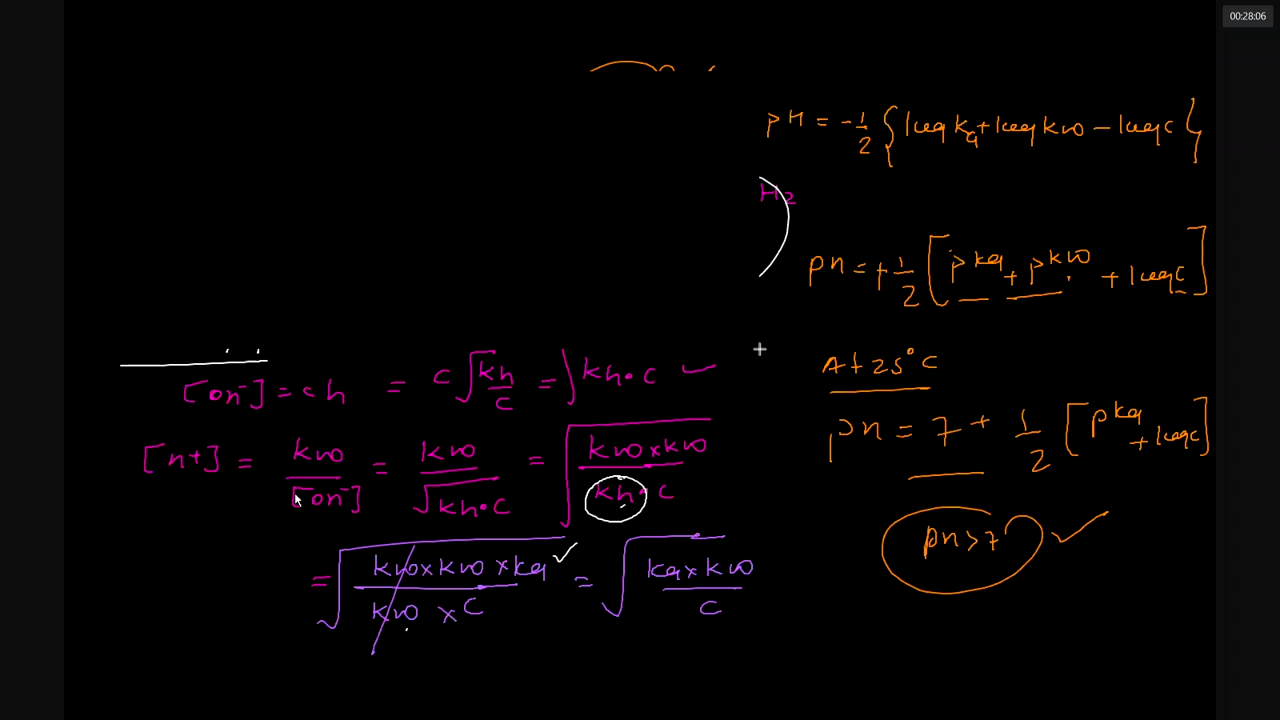 00:28:06
pH = -1/2 {log Ka + log Kw - log c}
H2
pH = +1/2 [pKa + pKw + log c]
At 25°C
[OH-] = ch = c√(Kh/c) = √Kh·c ✓
pH = 7 + 1/2 [pKa + log c]
[H+] = Kw/[OH-] = Kw/√(Kh·c) = √(Kw×Kw/Kh·c)
pH > 7 ✓
= √(Kw×Kw×Ka/Kw×c) ✓ = √(Ka×Kw/c)